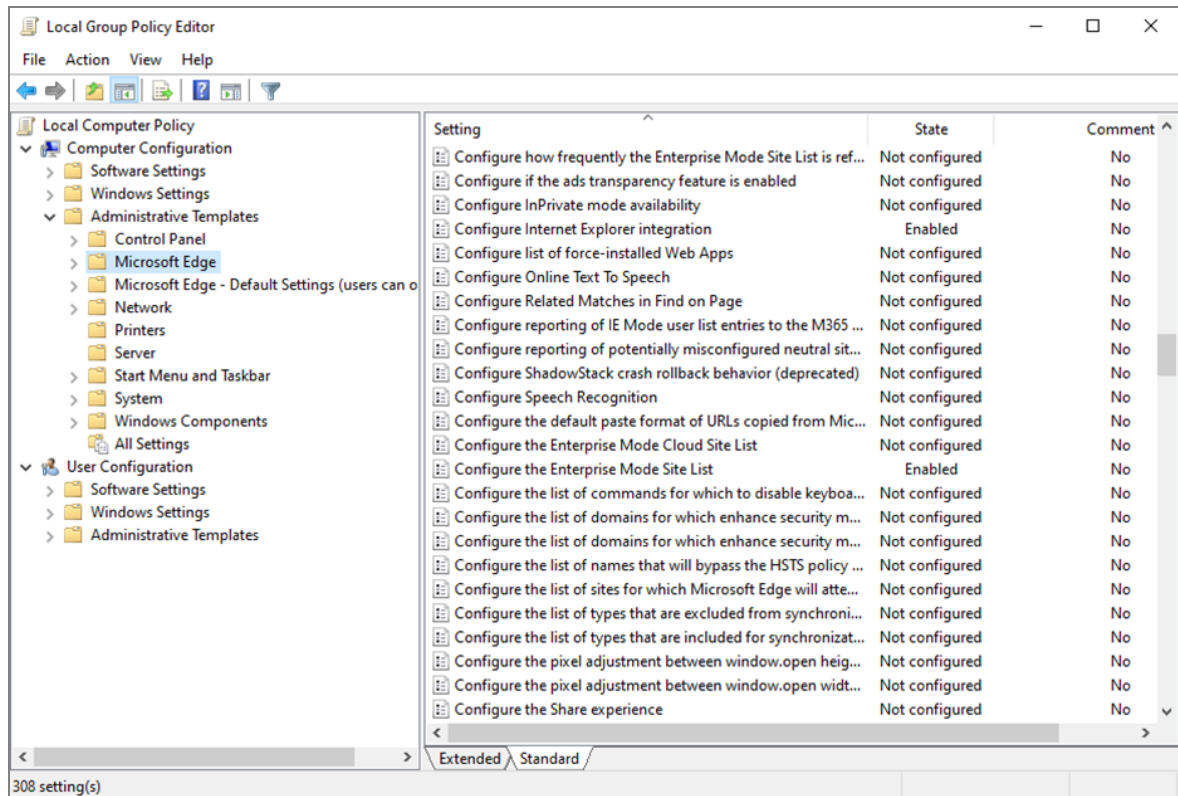 Local Group Policy Editor
File Action View Help
Local Computer Policy
Computer Configuration
Software Settings
Windows Settings
Administrative Templates
Control Panel
Microsoft Edge
Microsoft Edge - Default Settings (users can o
Network
Printers
Server
Start Menu and Taskbar
System
Windows Components
All Settings
User Configuration
Software Settings
Windows Settings
Administrative Templates
Setting State Comment
Configure how frequently the Enterprise Mode Site List is ref... Not configured No
Configure if the ads transparency feature is enabled Not configured No
Configure InPrivate mode availability Not configured No
Configure Internet Explorer integration Enabled No
Configure list of force-installed Web Apps Not configured No
Configure Online Text To Speech Not configured No
Configure Related Matches in Find on Page Not configured No
Configure reporting of IE Mode user list entries to the M365 ... Not configured No
Configure reporting of potentially misconfigured neutral sit... Not configured No
Configure ShadowStack crash rollback behavior (deprecated) Not configured No
Configure Speech Recognition Not configured No
Configure the default paste format of URLs copied from Mic... Not configured No
Configure the Enterprise Mode Cloud Site List Not configured No
Configure the Enterprise Mode Site List Enabled No
Configure the list of commands for which to disable keyboa... Not configured No
Configure the list of domains for which enhance security m... Not configured No
Configure the list of domains for which enhance security m... Not configured No
Configure the list of names that will bypass the HSTS policy ... Not configured No
Configure the list of sites for which Microsoft Edge will atte... Not configured No
Configure the list of types that are excluded from synchroni... Not configured No
Configure the list of types that are included for synchronizat... Not configured No
Configure the pixel adjustment between window.open heig... Not configured No
Configure the pixel adjustment between window.open widt... Not configured No
Configure the Share experience Not configured No
Extended Standard
308 setting(s)